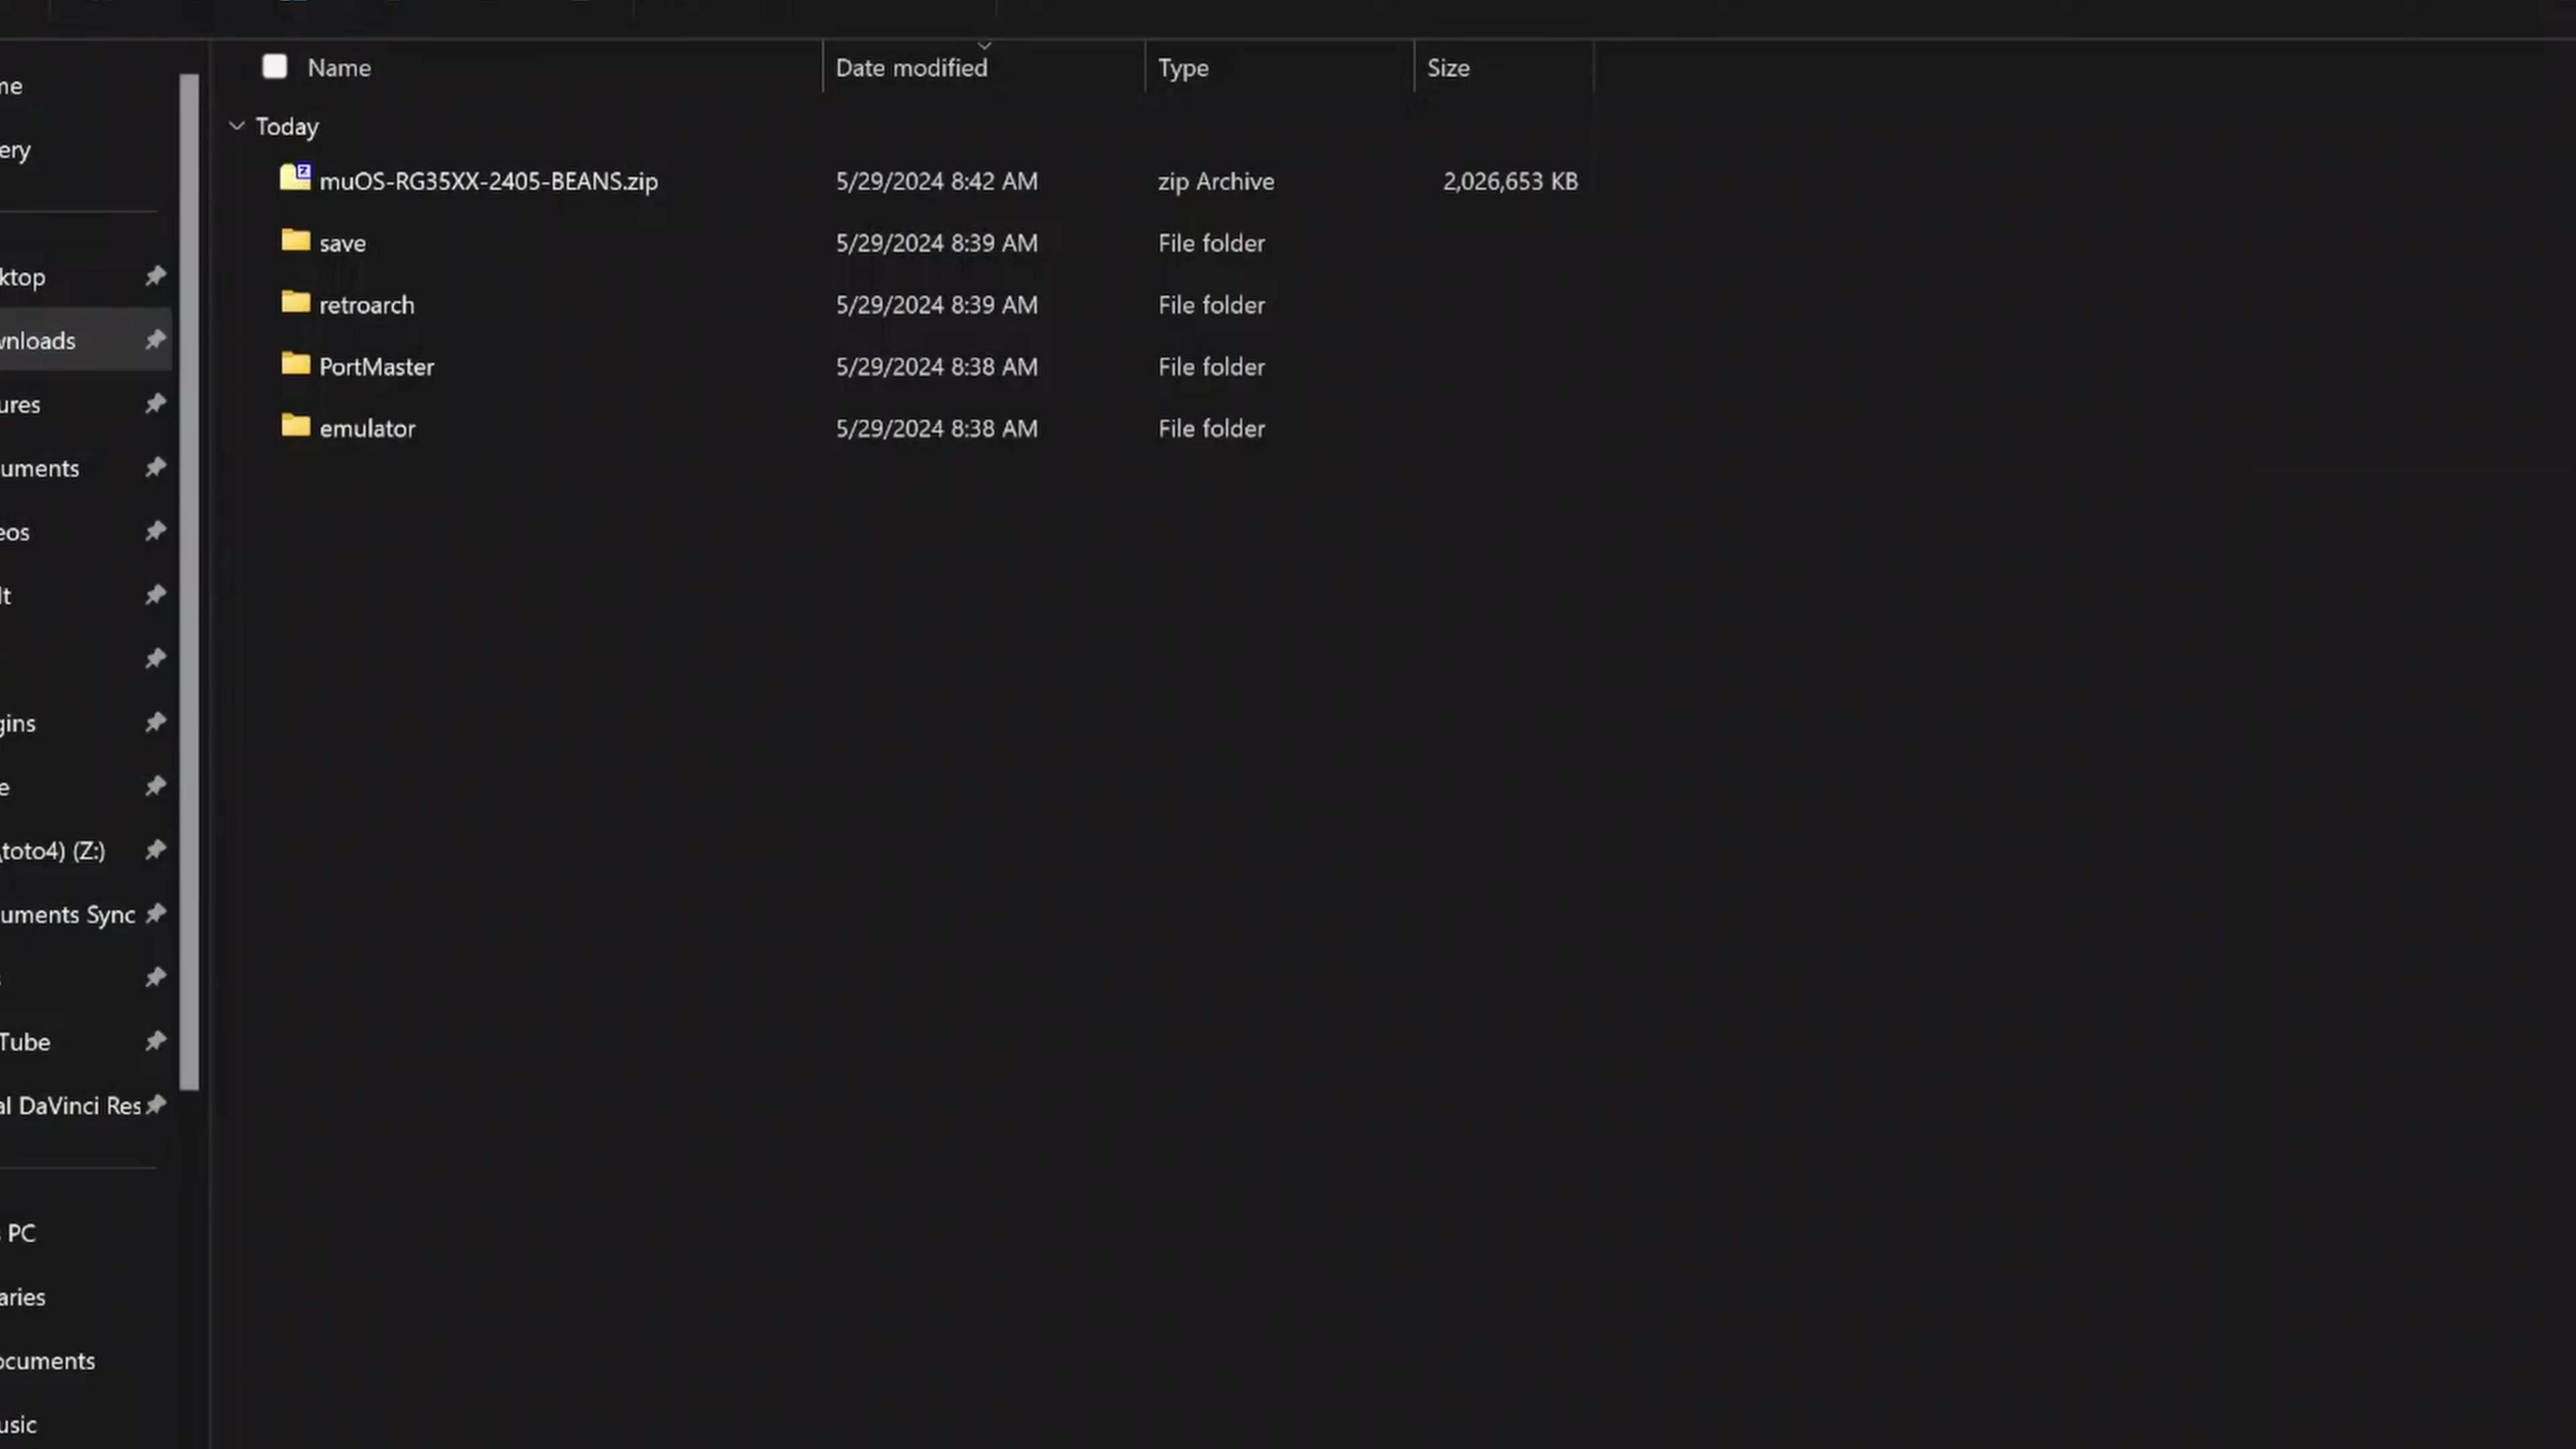 Name Date modified Type Size
Today
muOS-RG35XX-2405-BEANS.zip 5/29/2024 8:42 AM zip Archive 2,026,653 KB
save 5/29/2024 8:39 AM File folder
retroarch 5/29/2024 8:39 AM File folder
PortMaster 5/29/2024 8:38 AM File folder
emulator 5/29/2024 8:38 AM File folder
me
ery
ktop
wnloads
ures
uments
eos
lt
gins
e
toto4) (Z:)
uments Sync
Tube
al DaVinci Res
PC
aries
ocuments
usic